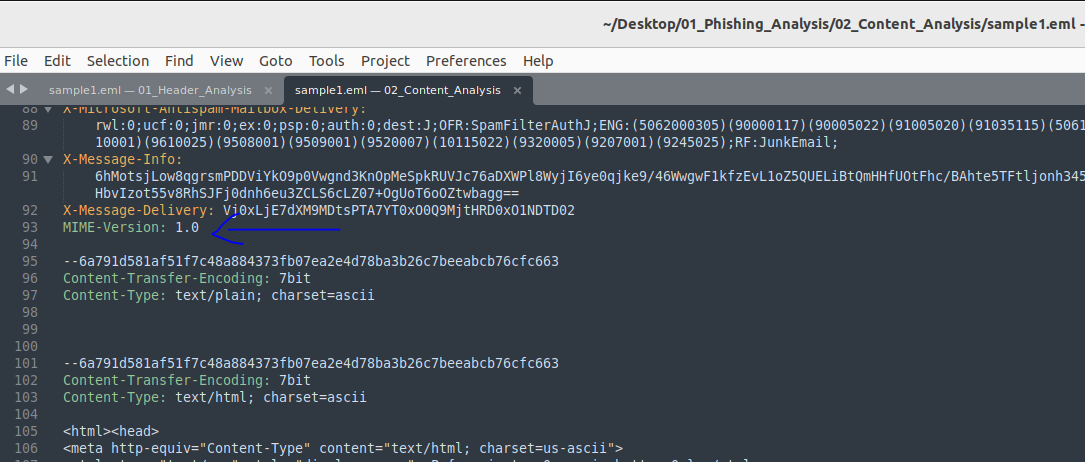 ~/Desktop/01_Phishing_Analysis/02_Content_Analysis/sample1.eml -
File Edit Selection Find View Goto Tools Project Preferences Help
sample1.eml — 01_Header_Analysis × sample1.eml — 02_Content_Analysis ×
88 X-Microsoft-Antispam-Mailbox-Delivery:
89 rwl:0;ucf:0;jmr:0;ex:0;psp:0;auth:0;dest:J;OFR:SpamFilterAuthJ;ENG:(5062000305)(90000117)(90005022)(91005020)(91035115)(5061
10001)(9610025)(9508001)(9509001)(9520007)(10115022)(9320005)(9207001)(9245025);RF:JunkEmail;
90 X-Message-Info:
91 6hMotsjLow8qgrsmPDDViYkO9p0Vwgnd3KnOpMeSpkRUVJc76aDXWPl8WyjI6ye0qjke9/46WwgwF1kfzEvL1oZ5QUELiBtQmHHfUOtFhc/BAhte5TFtljonh345
HbvIzot55v8RhSJFj0dnh6eu3ZCLS6cLZ07+OgUoT6oOZtwbagg==
92 X-Message-Delivery: Vj0xLjE7dXM9MDtsPTA7YT0xO0Q9MjtHRD0xO1NDTD02
93 MIME-Version: 1.0
94
95 --6a791d581af51f7c48a884373fb07ea2e4d78ba3b26c7beeabcb76cfc663
96 Content-Transfer-Encoding: 7bit
97 Content-Type: text/plain; charset=ascii
98
99
100
101 --6a791d581af51f7c48a884373fb07ea2e4d78ba3b26c7beeabcb76cfc663
102 Content-Transfer-Encoding: 7bit
103 Content-Type: text/html; charset=ascii
104
105 <html><head>
106 <meta http-equiv="Content-Type" content="text/html; charset=us-ascii">